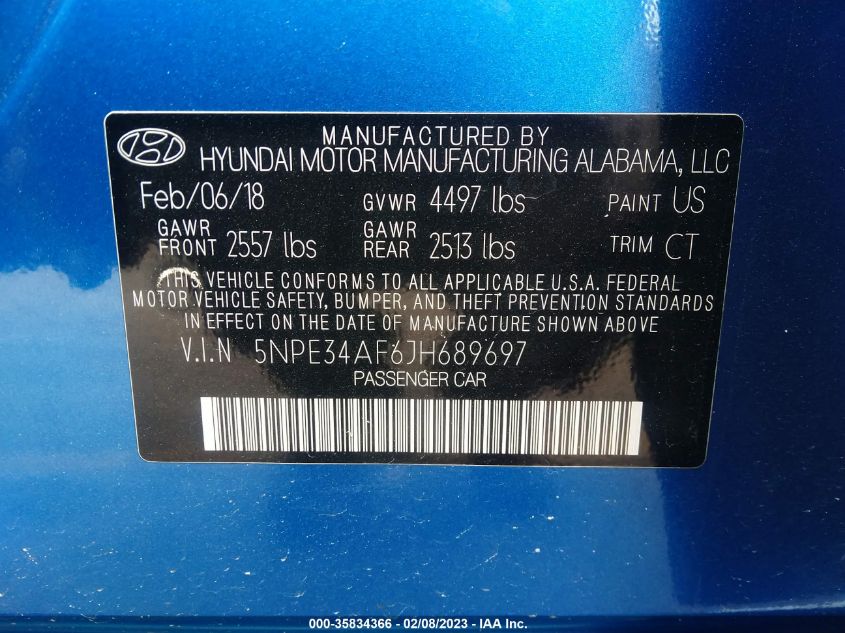 MANUFACTURED BY
HYUNDAI MOTOR MANUFACTURING ALABAMA, LLC
Feb/06/18 GVWR 4497 lbs PAINT US
GAWR FRONT 2557 lbs GAWR REAR 2513 lbs TRIM CT
THIS VEHICLE CONFORMS TO ALL APPLICABLE U.S.A. FEDERAL
MOTOR VEHICLE SAFETY, BUMPER, AND THEFT PREVENTION STANDARDS
IN EFFECT ON THE DATE OF MANUFACTURE SHOWN ABOVE
V.I.N 5NPE34AF6JH689697
PASSENGER CAR
000-35834366 - 02/08/2023 - IAA Inc.